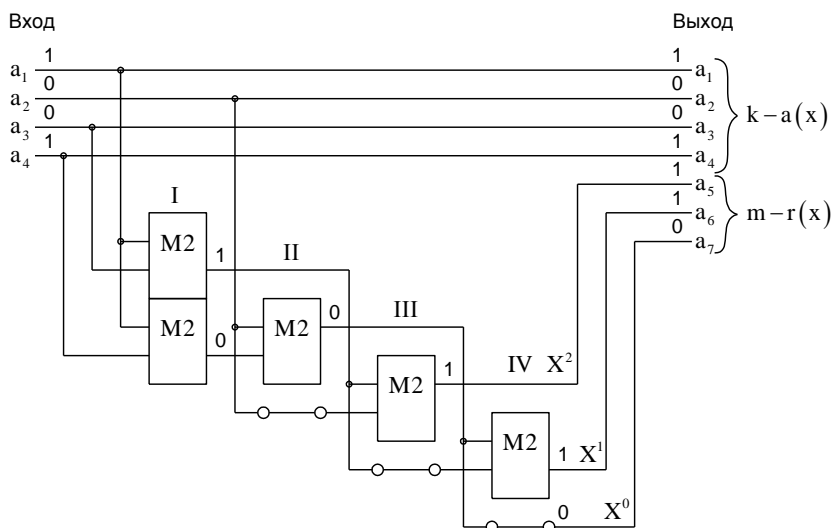 Вход Выход
1 1
a₁ a₁
0 0
a₂ a₂
0 0 k − a(x)
a₃ a₃
1 1
a₄ a₄
1
a₅
1
a₆ m − r(x)
0
a₇
I
M2 1 II
M2 0 M2 0 III
M2 1 IV X²
M2 1 X¹
0 X⁰